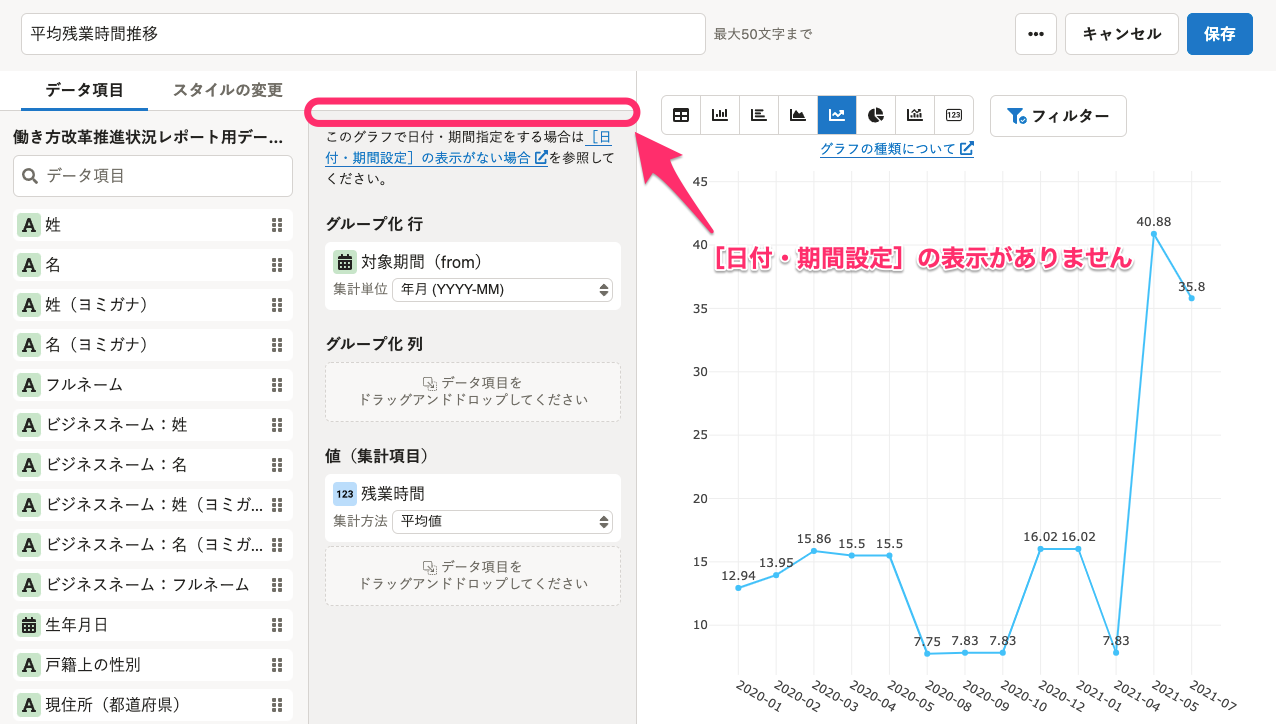 平均残業時間推移
最大50文字まで
キャンセル
保存
データ項目
スタイルの変更
働き方改革推進状況レポート用デー...
データ項目
A 姓
A 名
A 姓（ヨミガナ）
A 名（ヨミガナ）
A フルネーム
A ビジネスネーム：姓
A ビジネスネーム：名
A ビジネスネーム：姓（ヨミガ...
A ビジネスネーム：名（ヨミガ...
A ビジネスネーム：フルネーム
生年月日
A 戸籍上の性別
A 現住所（都道府県）
このグラフで日付・期間指定をする場合は［日
付・期間設定］の表示がない場合を参照して
ください。
グループ化 行
対象期間（from）
集計単位 年月 (YYYY-MM)
グループ化 列
データ項目を
ドラッグアンドドロップしてください
値（集計項目）
123 残業時間
集計方法 平均値
データ項目を
ドラッグアンドドロップしてください
123
フィルター
グラフの種類について
［日付・期間設定］の表示がありません
45
40
35
30
25
20
15
10
12.94
13.95
15.86
15.5
15.5
7.75
7.83
7.83
16.02
16.02
7.83
40.88
35.8
2020-01
2020-02
2020-03
2020-04
2020-05
2020-08
2020-09
2020-10
2020-12
2021-01
2021-04
2021-05
2021-07